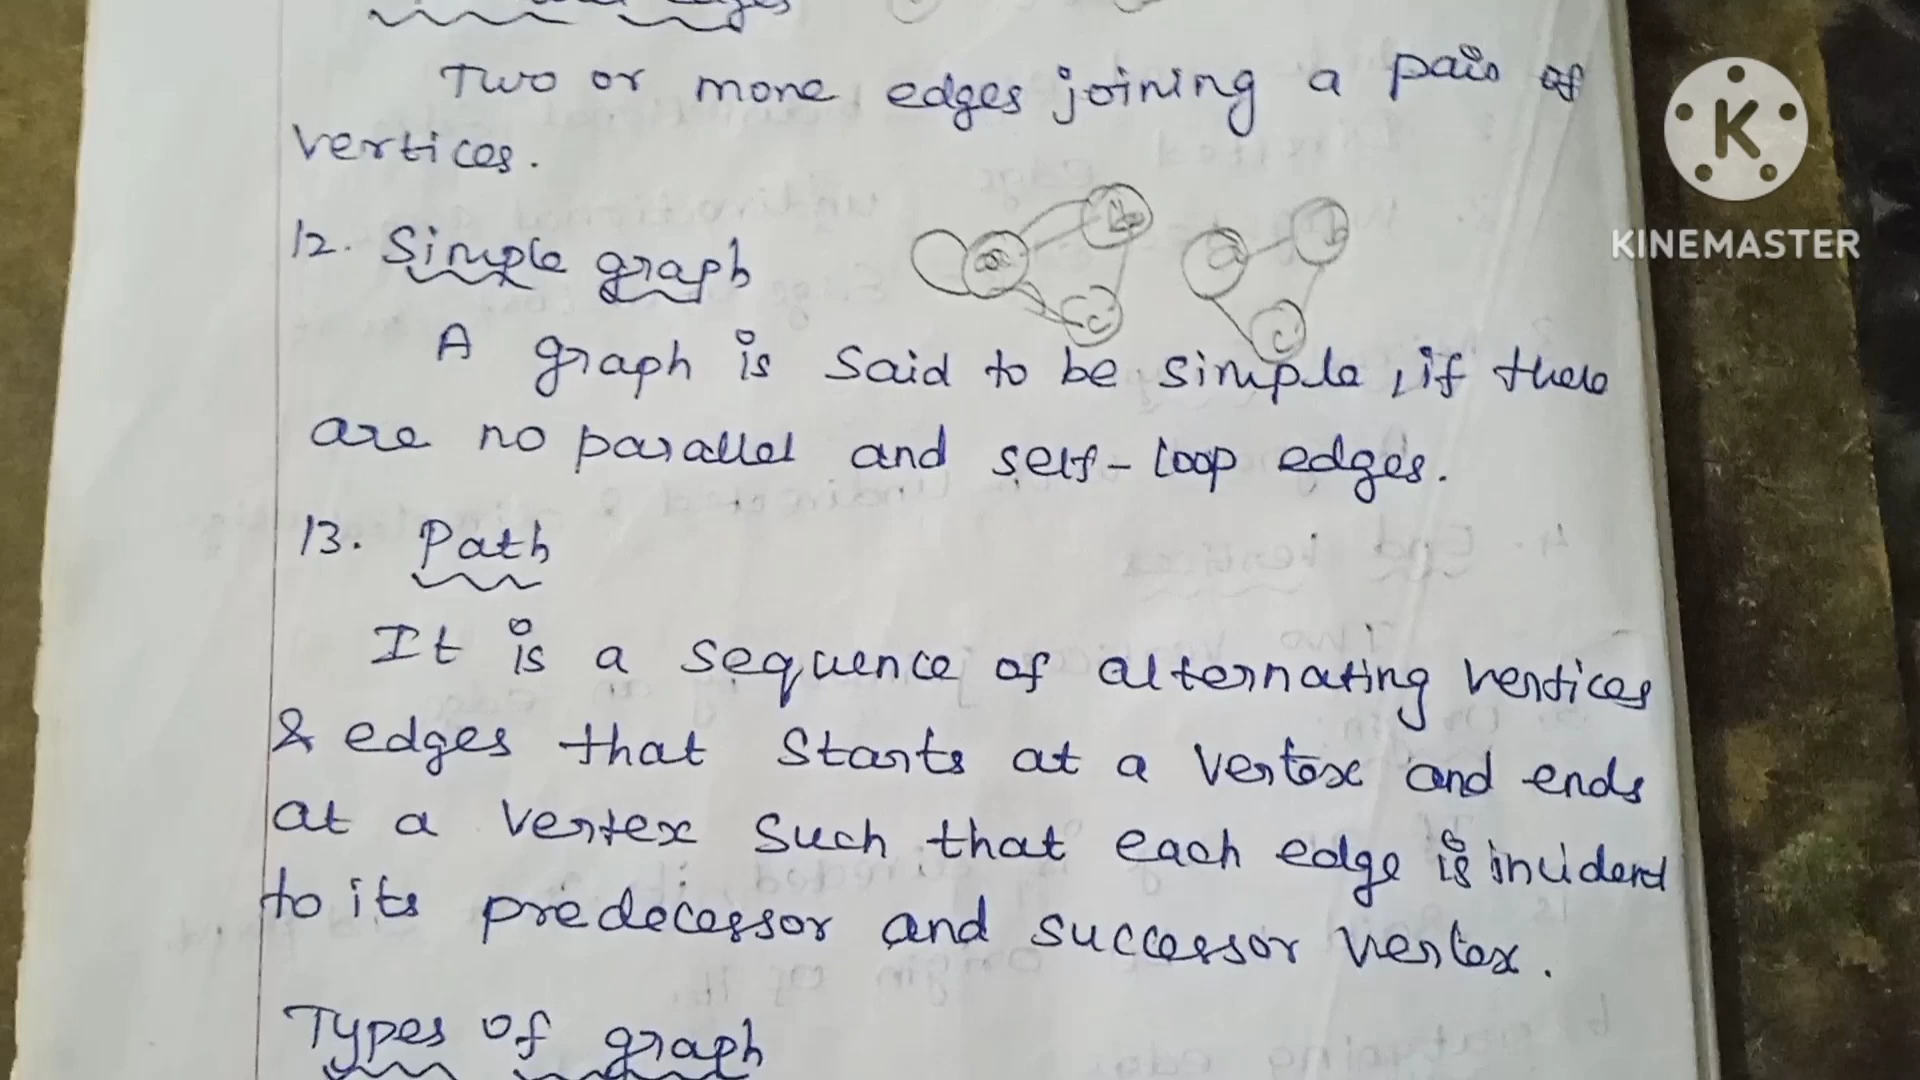 edges
Two or more edges joining a pair of
vertices.
12. Simple graph
a b c a b c
A graph is said to be simple, if there
are no parallel and self-loop edges.
13. Path
It is a sequence of alternating vertices
& edges that starts at a vertex and ends
at a vertex such that each edge is incident
to its predecessor and successor vertex.
Types of graph
K
KINEMASTER